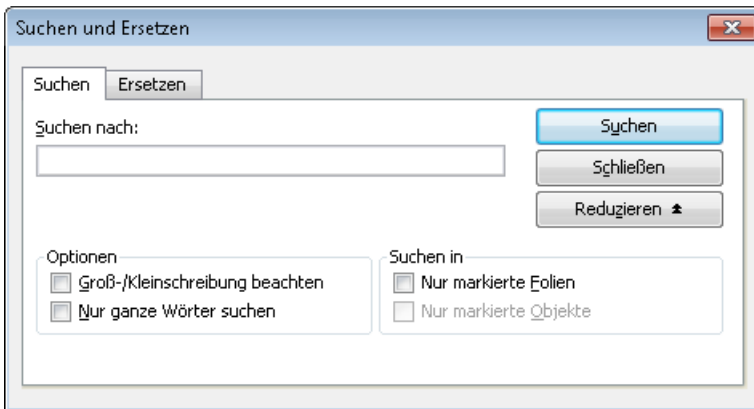 Suchen und Ersetzen
Suchen
Ersetzen
Suchen nach:
Suchen
Schließen
Reduzieren
Optionen
Groß-/Kleinschreibung beachten
Nur ganze Wörter suchen
Suchen in
Nur markierte Folien
Nur markierte Objekte